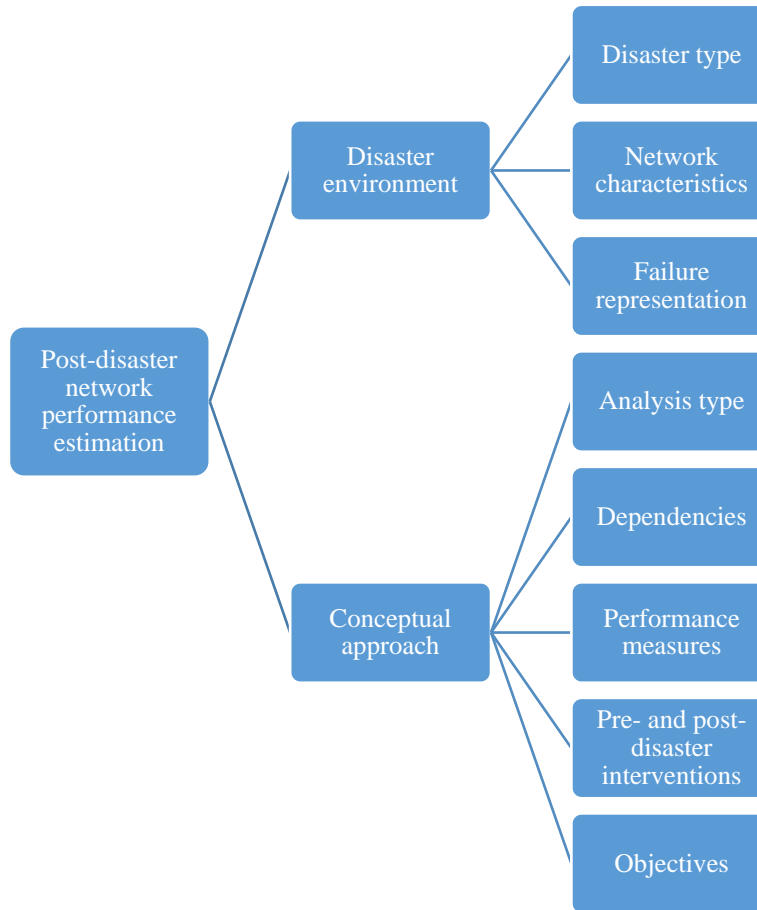 Post-disaster
network
performance
estimation
Disaster
environment
Disaster type
Network
characteristics
Failure
representation
Conceptual
approach
Analysis type
Dependencies
Performance
measures
Pre- and post-
disaster
interventions
Objectives